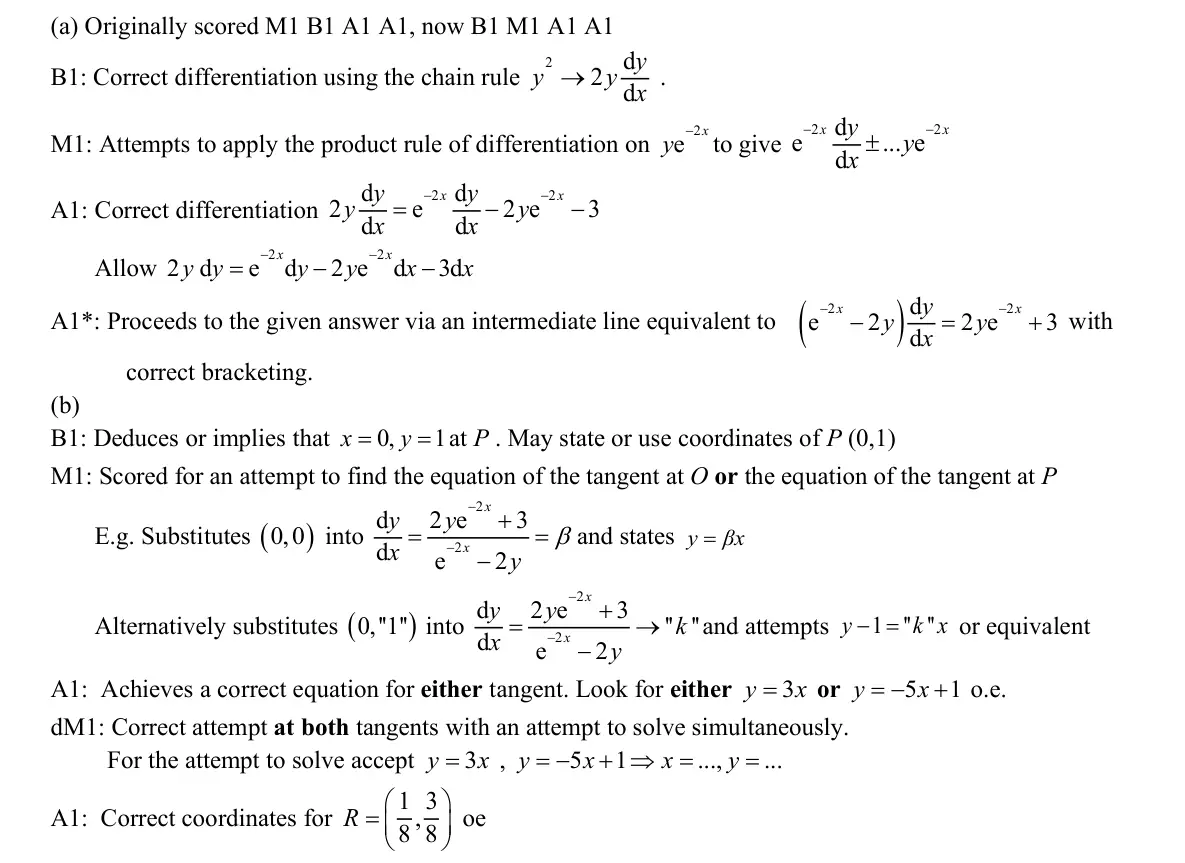 (a) Originally scored M1 B1 A1 A1, now B1 M1 A1 A1
B1: Correct differentiation using the chain rule y² → 2y dy/dx .
M1: Attempts to apply the product rule of differentiation on ye^(−2x) to give e^(−2x) dy/dx ± ...ye^(−2x)
A1: Correct differentiation 2y dy/dx = e^(−2x) dy/dx − 2ye^(−2x) − 3
Allow 2y dy = e^(−2x) dy − 2ye^(−2x) dx − 3dx
A1*: Proceeds to the given answer via an intermediate line equivalent to (e^(−2x) − 2y) dy/dx = 2ye^(−2x) + 3 with
correct bracketing.
(b)
B1: Deduces or implies that x = 0, y = 1 at P . May state or use coordinates of P (0,1)
M1: Scored for an attempt to find the equation of the tangent at O or the equation of the tangent at P
E.g. Substitutes (0,0) into dy/dx = (2ye^(−2x) + 3)/(e^(−2x) − 2y) = β and states y = βx
Alternatively substitutes (0,"1") into dy/dx = (2ye^(−2x) + 3)/(e^(−2x) − 2y) → "k" and attempts y − 1 = "k"x or equivalent
A1: Achieves a correct equation for either tangent. Look for either y = 3x or y = −5x + 1 o.e.
dM1: Correct attempt at both tangents with an attempt to solve simultaneously.
For the attempt to solve accept y = 3x , y = −5x + 1 ⇒ x = ..., y = ...
A1: Correct coordinates for R = (1/8, 3/8) oe